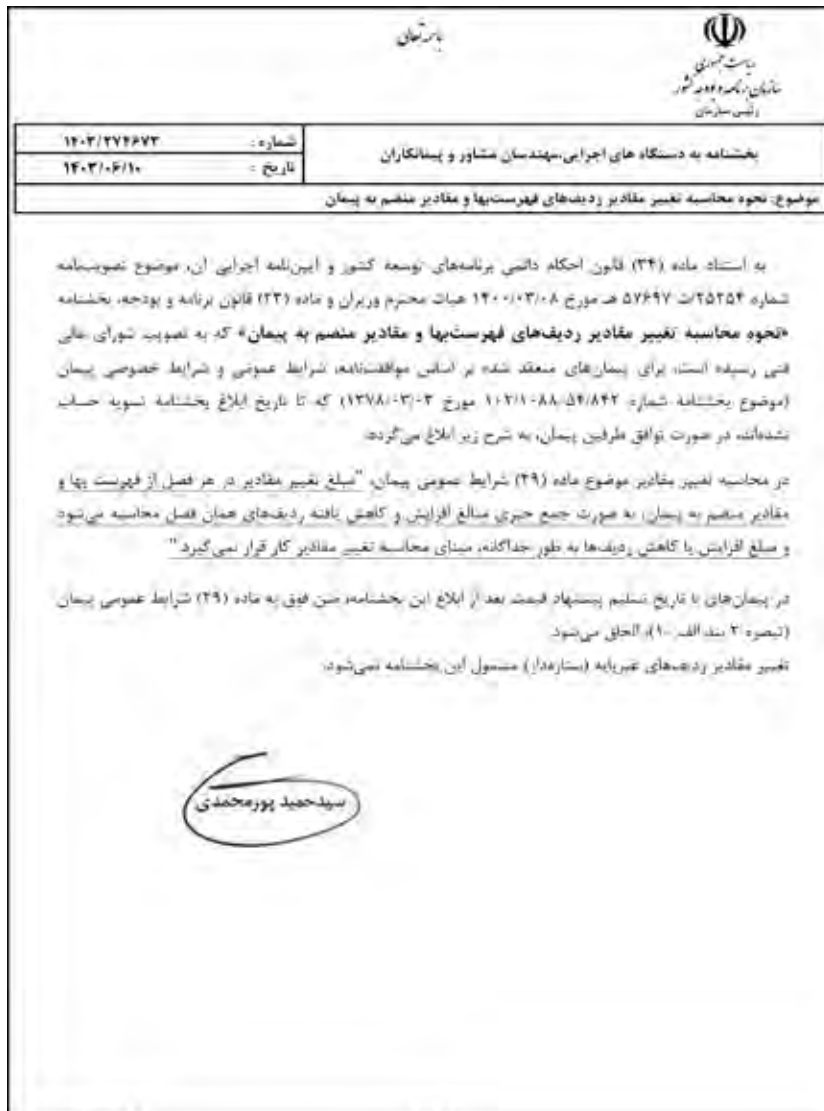 باسمه تعالی
ریاست جمهوری
سازمان برنامه و بودجه کشور
رئیس سازمان
بخشنامه به دستگاه های اجرایی،مهندسان مشاور و پیمانکاران
شماره : ۱۴۰۳/۲۷۴۶۷۳
تاریخ : ۱۴۰۳/۰۶/۱۰
موضوع: نحوه محاسبه تغییر مقادیر ردیف‌های فهرست‌بها و مقادیر منضم به پیمان
به استناد ماده (۳۴) قانون احکام دائمی برنامه‌های توسعه کشور و آیین‌نامه اجرایی آن، موضوع تصویب‌نامه
شماره ۲۵۲۵۴/ت ۵۷۶۹۷ هـ مورخ ۱۴۰۰/۰۳/۰۸ هیات محترم وزیران و ماده (۲۳) قانون برنامه و بودجه، بخشنامه
«نحوه محاسبه تغییر مقادیر ردیف‌های فهرست‌بها و مقادیر منضم به پیمان» که به تصویب شورای عالی
فنی رسیده است، برای پیمان‌های منعقد شده بر اساس موافقت‌نامه، شرایط عمومی و شرایط خصوصی پیمان
(موضوع بخشنامه شماره ۱۰۲/۱۰۸۸-۵۴/۸۴۲ مورخ ۱۳۷۸/۰۳/۰۳) که تا تاریخ ابلاغ بخشنامه تسویه حساب
نشده‌اند، در صورت توافق طرفین پیمان، به شرح زیر ابلاغ می‌گردد:
در محاسبه تغییر مقادیر موضوع ماده (۲۹) شرایط عمومی پیمان، "مبلغ تغییر مقادیر در هر فصل از فهرست بها و
مقادیر منضم به پیمان، به صورت جمع جبری مبالغ افزایش و کاهش یافته ردیف‌های همان فصل محاسبه می‌شود
و مبلغ افزایش یا کاهش ردیف‌ها به طور جداگانه، مبنای محاسبه تغییر مقادیر کار قرار نمی‌گیرد."
در پیمان‌های با تاریخ تسلیم پیشنهاد قیمت بعد از ابلاغ این بخشنامه، متن فوق به ماده (۲۹) شرایط عمومی پیمان
(تبصره ۲ بند الف ۱۰)، الحاق می‌شود.
تغییر مقادیر ردیف‌های غیرپایه (ستاره‌دار) مشمول این بخشنامه نمی‌شود.
سیدحمید پورمحمدی